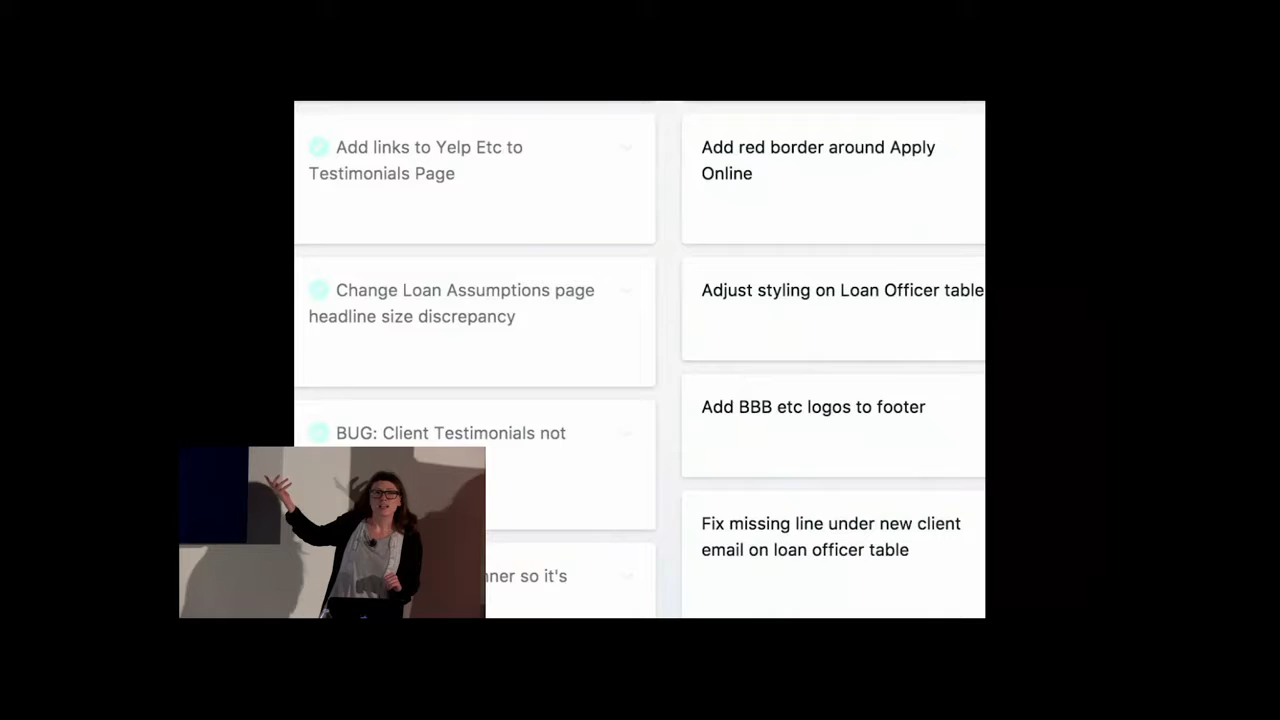 Add links to Yelp Etc to
Testimonials Page
Change Loan Assumptions page
headline size discrepancy
BUG: Client Testimonials not
so it's
Add red border around Apply
Online
Adjust styling on Loan Officer table
Add BBB etc logos to footer
Fix missing line under new client
email on loan officer table